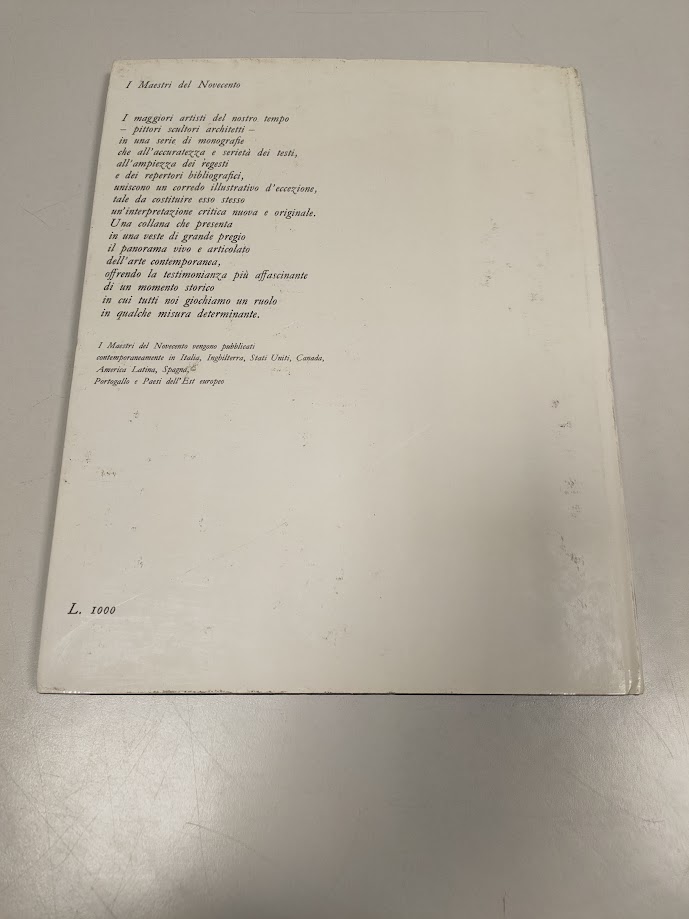 I Maestri del Novecento
I maggiori artisti del nostro tempo
– pittori scultori architetti –
in una serie di monografie
che all'accuratezza e serietà dei testi,
all'ampiezza dei regesti
e dei repertori bibliografici,
uniscono un corredo illustrativo d'eccezione,
tale da costituire esso stesso
un'interpretazione critica nuova e originale.
Una collana che presenta
in una veste di grande pregio
il panorama vivo e articolato
dell'arte contemporanea,
offrendo la testimonianza più affascinante
di un momento storico
in cui tutti noi giochiamo un ruolo
in qualche misura determinante.
I Maestri del Novecento vengono pubblicati
contemporaneamente in Italia, Inghilterra, Stati Uniti, Canada,
America Latina, Spagna,
Portogallo e Paesi dell'Est europeo
L. 1000